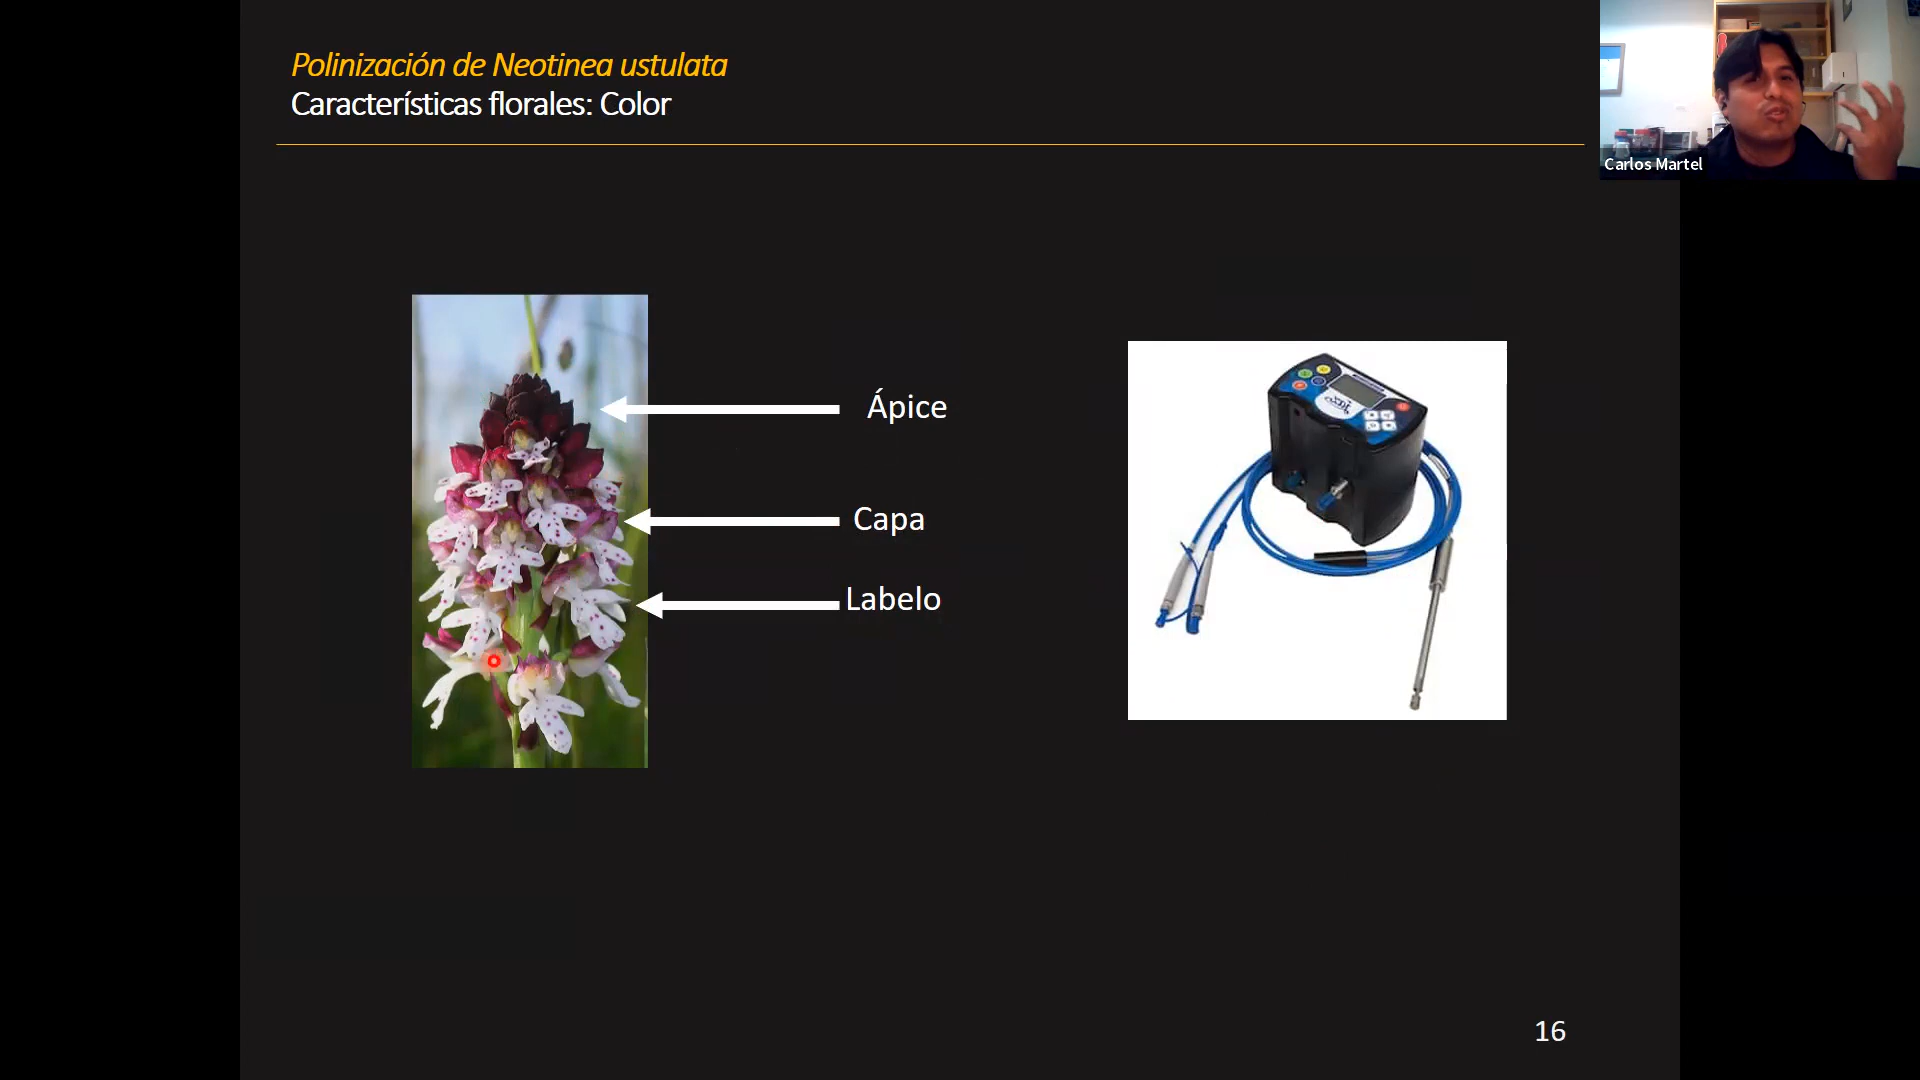 Polinización de Neotinea ustulata
Características florales: Color
Carlos Martel
Ápice
Capa
Labelo
16